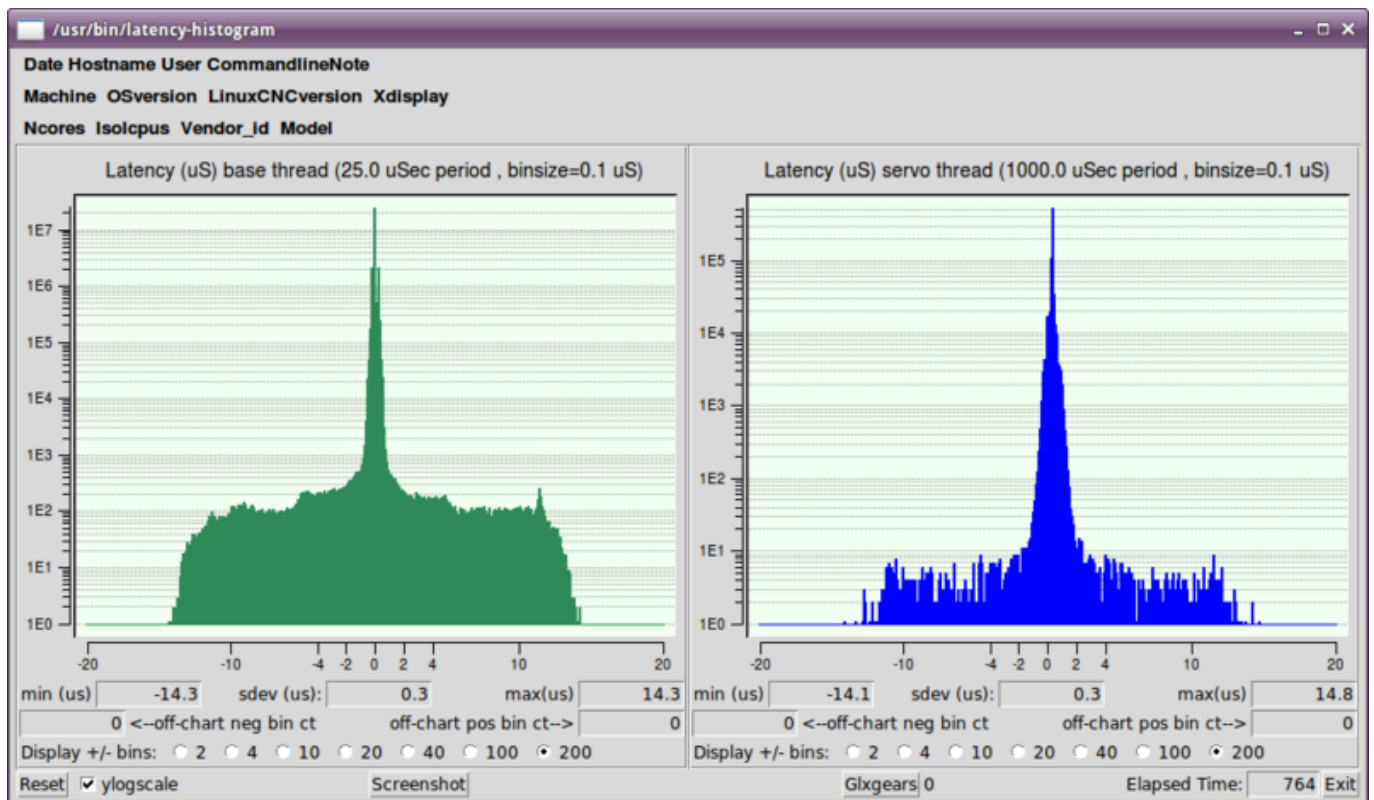 /usr/bin/latency-histogram
Date Hostname User CommandlineNote
Machine OSversion LinuxCNCversion Xdisplay
Ncores Isolcpus Vendor_id Model
Latency (uS) base thread (25.0 uSec period , binsize=0.1 uS)
1E7
1E6
1E5
1E4
1E3
1E2
1E1
1E0
-20 -10 -4 -2 0 2 4 10 20
min (us) -14.3 sdev (us): 0.3 max(us) 14.3
0 <--off-chart neg bin ct off-chart pos bin ct--> 0
Display +/- bins: 2 4 10 20 40 100 200
Latency (uS) servo thread (1000.0 uSec period , binsize=0.1 uS)
1E5
1E4
1E3
1E2
1E1
1E0
-20 -10 -4 -2 0 2 4 10 20
min (us) -14.1 sdev (us): 0.3 max(us) 14.8
0 <--off-chart neg bin ct off-chart pos bin ct--> 0
Display +/- bins: 2 4 10 20 40 100 200
Reset ylogscale Screenshot Glxgears 0 Elapsed Time: 764 Exit